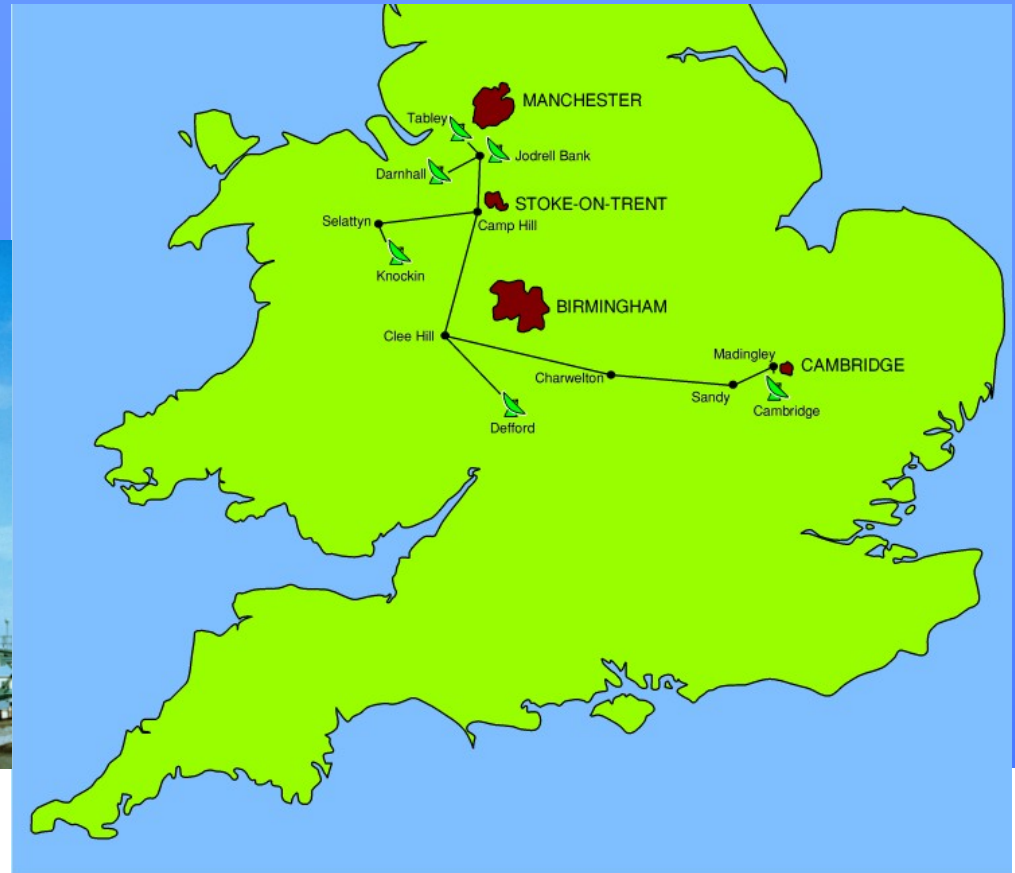 MANCHESTER
Tabley
Jodrell Bank
Darnhall
STOKE-ON-TRENT
Selattyn
Camp Hill
Knockin
BIRMINGHAM
Clee Hill
Madingley
CAMBRIDGE
Charwelton
Sandy
Cambridge
Defford